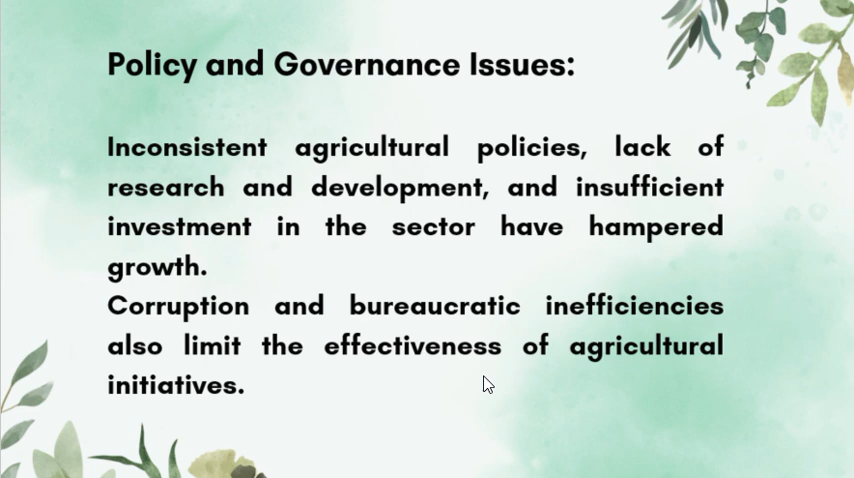 Policy and Governance Issues:
Inconsistent agricultural policies, lack of
research and development, and insufficient
investment in the sector have hampered
growth.
Corruption and bureaucratic inefficiencies
also limit the effectiveness of agricultural
initiatives.